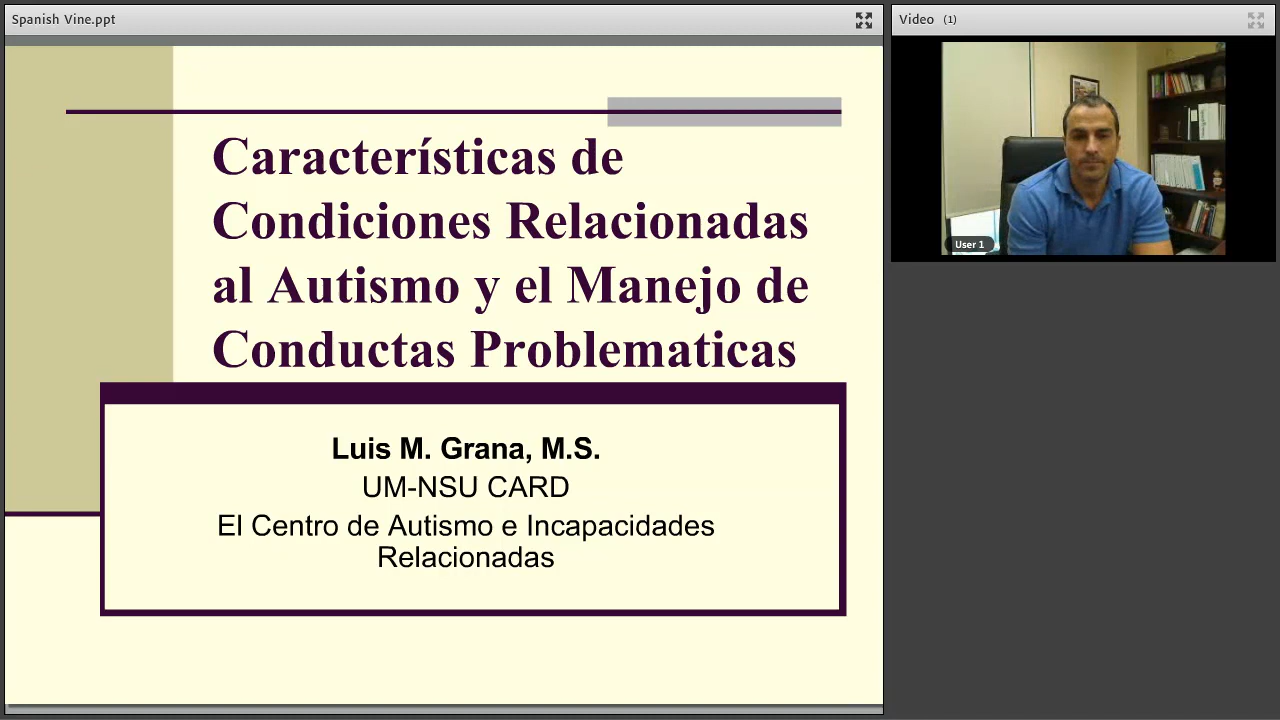 Spanish Vine.ppt
Características de
Condiciones Relacionadas
al Autismo y el Manejo de
Conductas Problematicas
Luis M. Grana, M.S.
UM-NSU CARD
El Centro de Autismo e Incapacidades
Relacionadas
Video (1)
User 1